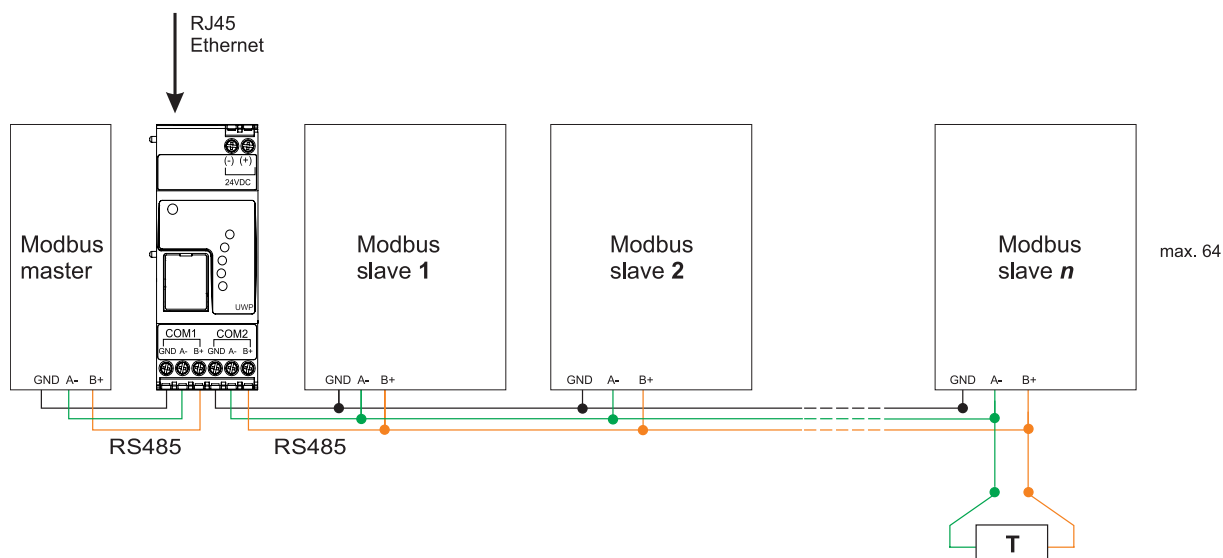 RJ45
Ethernet
(-) (+)
24VDC
Modbus
master
UWP
COM1 COM2
GND A- B+ GND A- B+
Modbus
slave 1
Modbus
slave 2
Modbus
slave n
max. 64
GND A- B+
GND A- B+
GND A- B+
GND A- B+
RS485
RS485
T